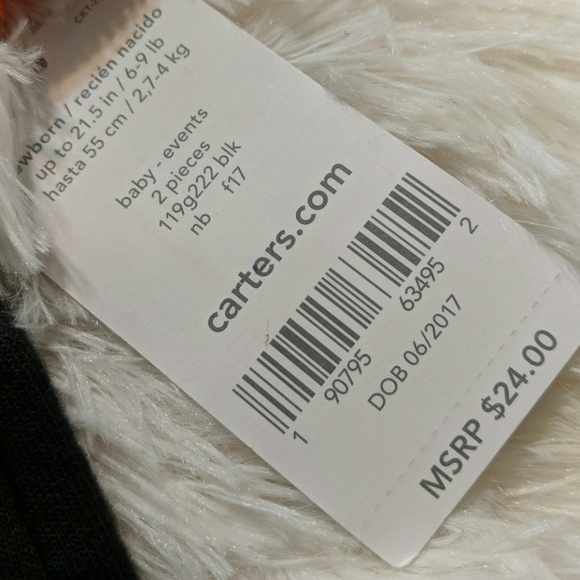 CKT-2
newborn / recién nacido
up to 21.5 in / 6-9 lb
hasta 55 cm / 2,7-4 kg
baby - events
2 pieces
119g222 blk
nb f17
carters.com
1 90795 63495 2
DOB 06/2017
MSRP $24.00